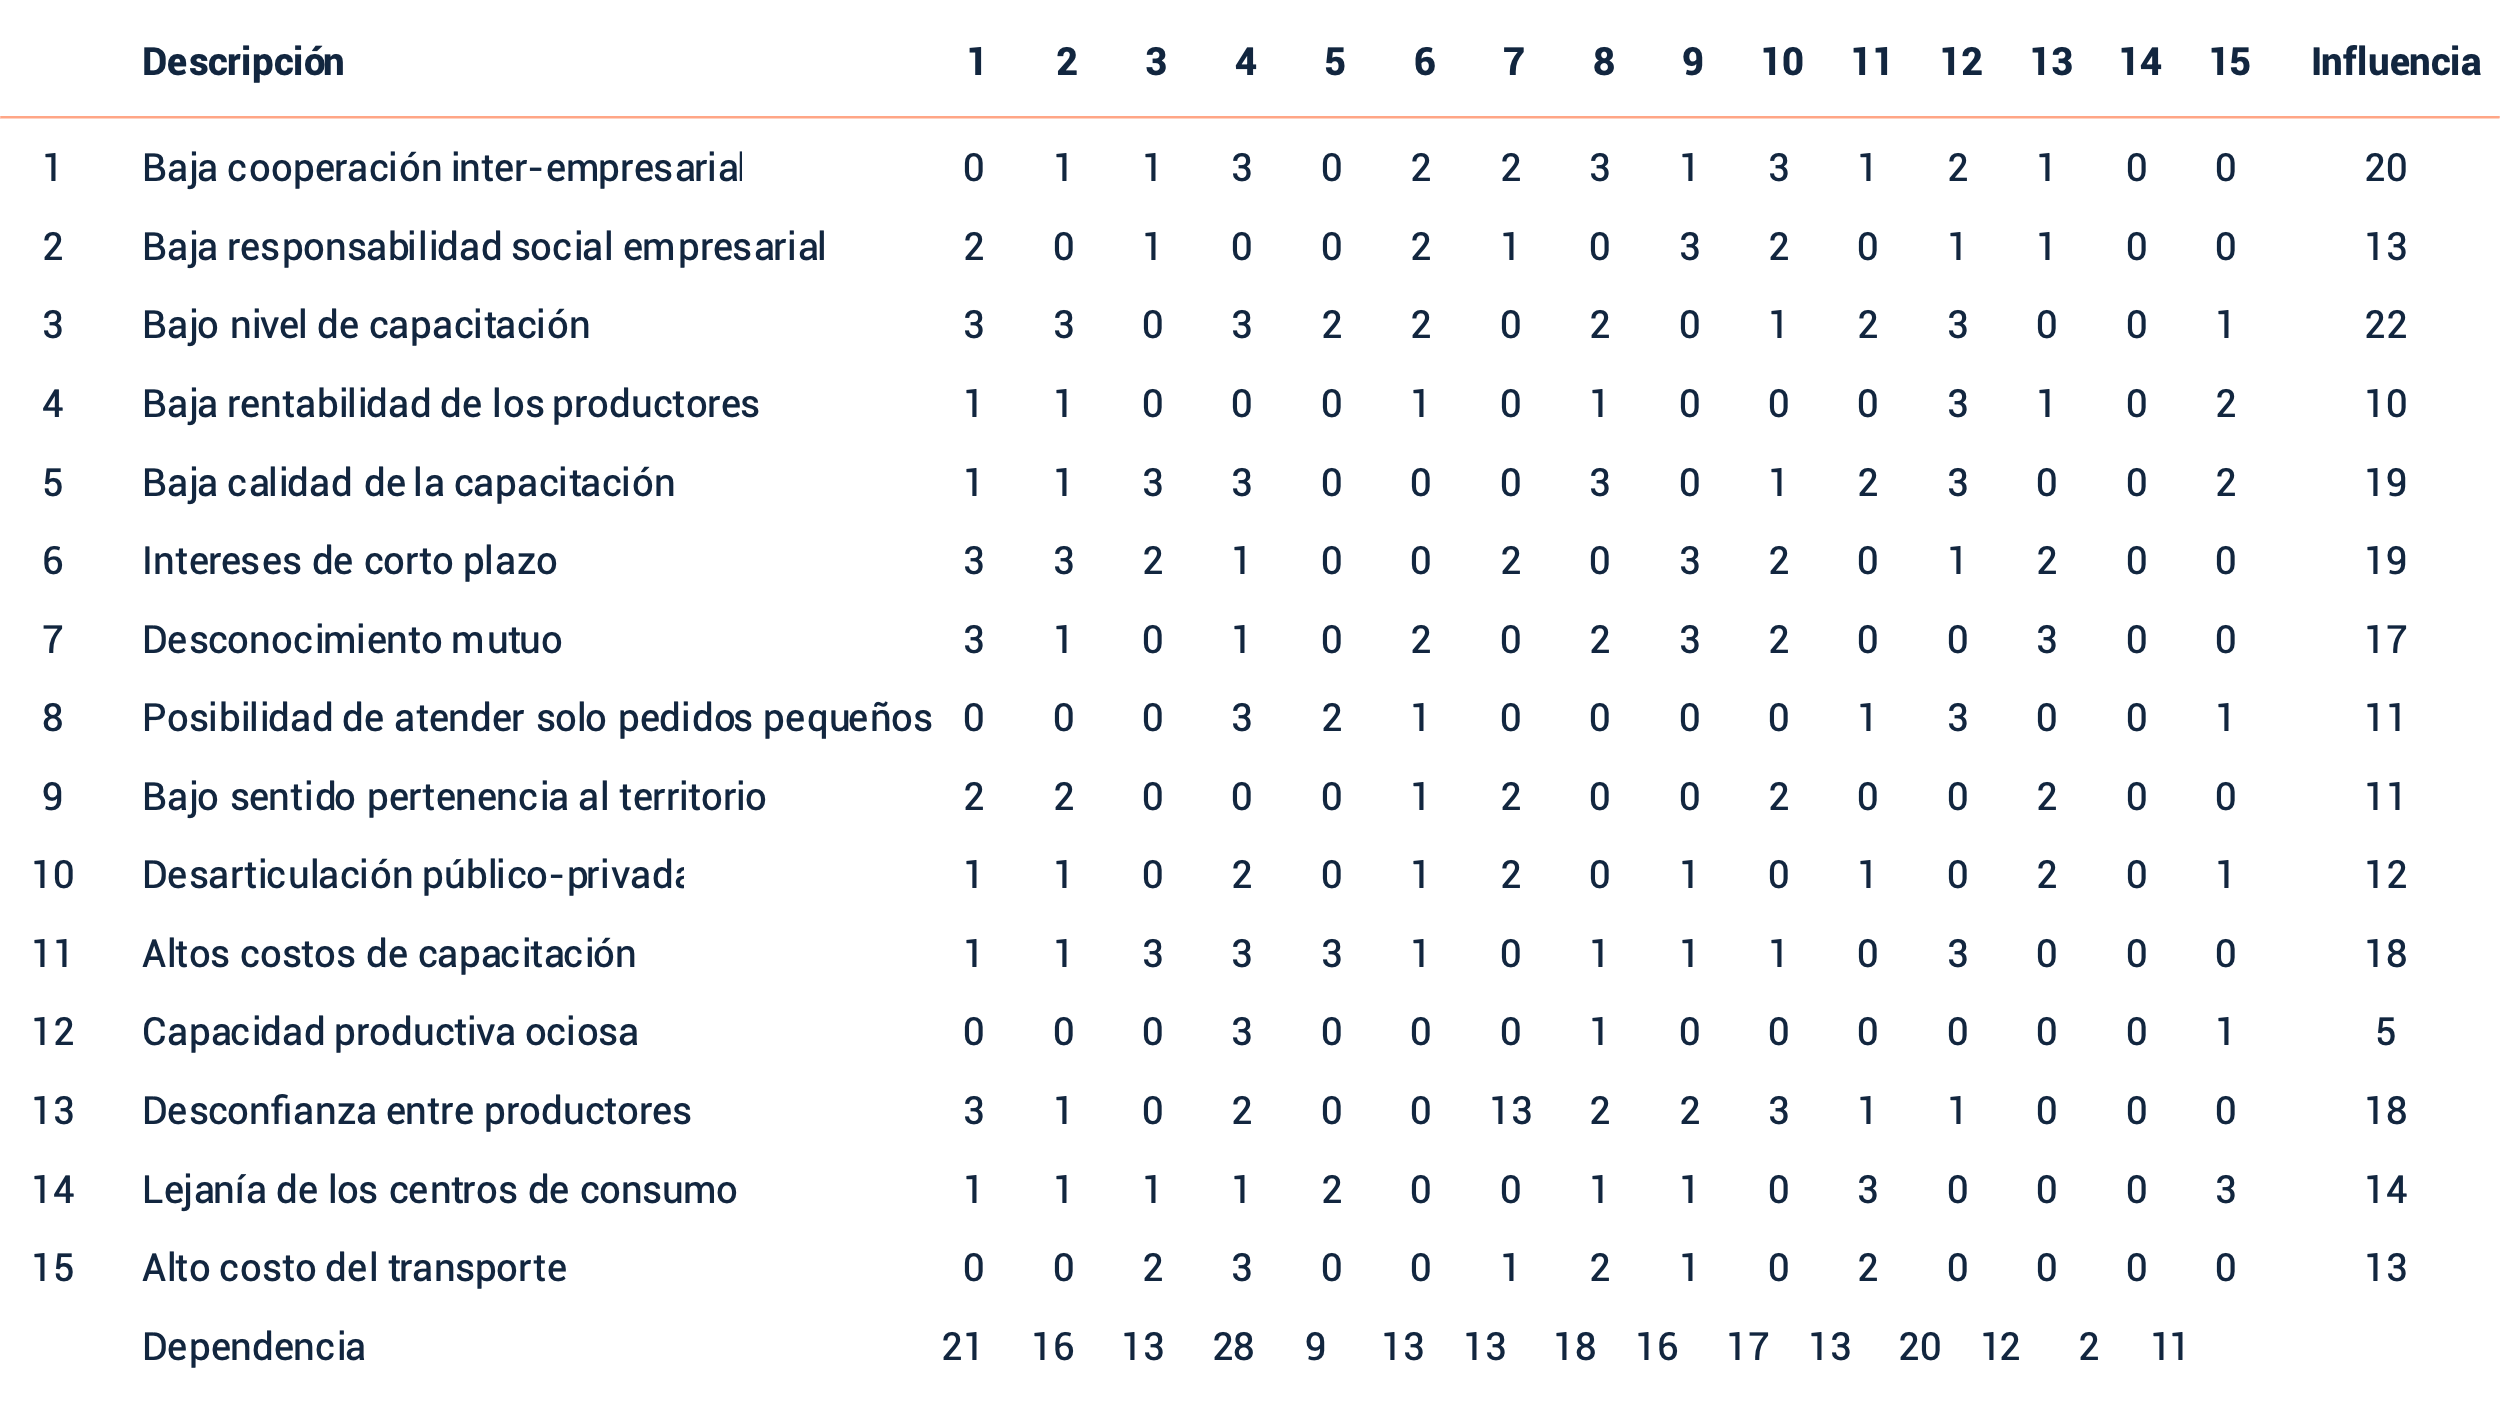 Descripción 1 2 3 4 5 6 7 8 9 10 11 12 13 14 15 Influencia
1 Baja cooperación inter-empresarial 0 1 1 3 0 2 2 3 1 3 1 2 1 0 0 20
2 Baja responsabilidad social empresarial 2 0 1 0 0 2 1 0 3 2 0 1 1 0 0 13
3 Bajo nivel de capacitación 3 3 0 3 2 2 0 2 0 1 2 3 0 0 1 22
4 Baja rentabilidad de los productores 1 1 0 0 0 1 0 1 0 0 0 3 1 0 2 10
5 Baja calidad de la capacitación 1 1 3 3 0 0 0 3 0 1 2 3 0 0 2 19
6 Intereses de corto plazo 3 3 2 1 0 0 2 0 3 2 0 1 2 0 0 19
7 Desconocimiento mutuo 3 1 0 1 0 2 0 2 3 2 0 0 3 0 0 17
8 Posibilidad de atender solo pedidos pequeños 0 0 0 3 2 1 0 0 0 0 1 3 0 0 1 11
9 Bajo sentido pertenencia al territorio 2 2 0 0 0 1 2 0 0 2 0 0 2 0 0 11
10 Desarticulación público-privada 1 1 0 2 0 1 2 0 1 0 1 0 2 0 1 12
11 Altos costos de capacitación 1 1 3 3 3 1 0 1 1 1 0 3 0 0 0 18
12 Capacidad productiva ociosa 0 0 0 3 0 0 0 1 0 0 0 0 0 0 1 5
13 Desconfianza entre productores 3 1 0 2 0 0 13 2 2 3 1 1 0 0 0 18
14 Lejanía de los centros de consumo 1 1 1 1 2 0 0 1 1 0 3 0 0 0 3 14
15 Alto costo del transporte 0 0 2 3 0 0 1 2 1 0 2 0 0 0 0 13
Dependencia 21 16 13 28 9 13 13 18 16 17 13 20 12 2 11